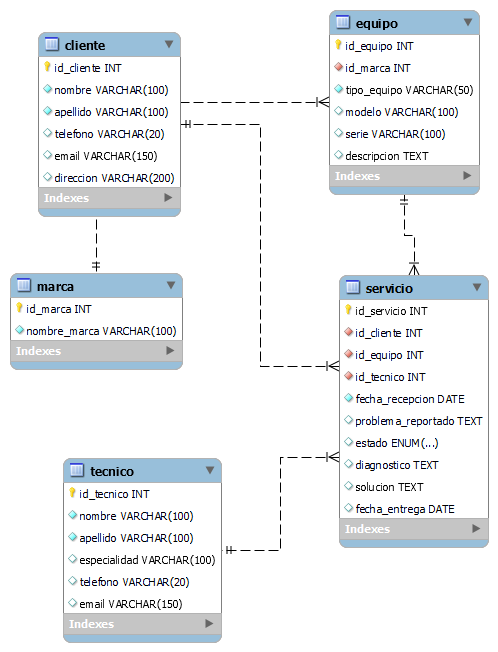 cliente
id_cliente INT
nombre VARCHAR(100)
apellido VARCHAR(100)
telefono VARCHAR(20)
email VARCHAR(150)
direccion VARCHAR(200)
Indexes
equipo
id_equipo INT
id_marca INT
tipo_equipo VARCHAR(50)
modelo VARCHAR(100)
serie VARCHAR(100)
descripcion TEXT
Indexes
marca
id_marca INT
nombre_marca VARCHAR(100)
Indexes
servicio
id_servicio INT
id_cliente INT
id_equipo INT
id_tecnico INT
fecha_recepcion DATE
problema_reportado TEXT
estado ENUM(...)
diagnostico TEXT
solucion TEXT
fecha_entrega DATE
Indexes
tecnico
id_tecnico INT
nombre VARCHAR(100)
apellido VARCHAR(100)
especialidad VARCHAR(100)
telefono VARCHAR(20)
email VARCHAR(150)
Indexes